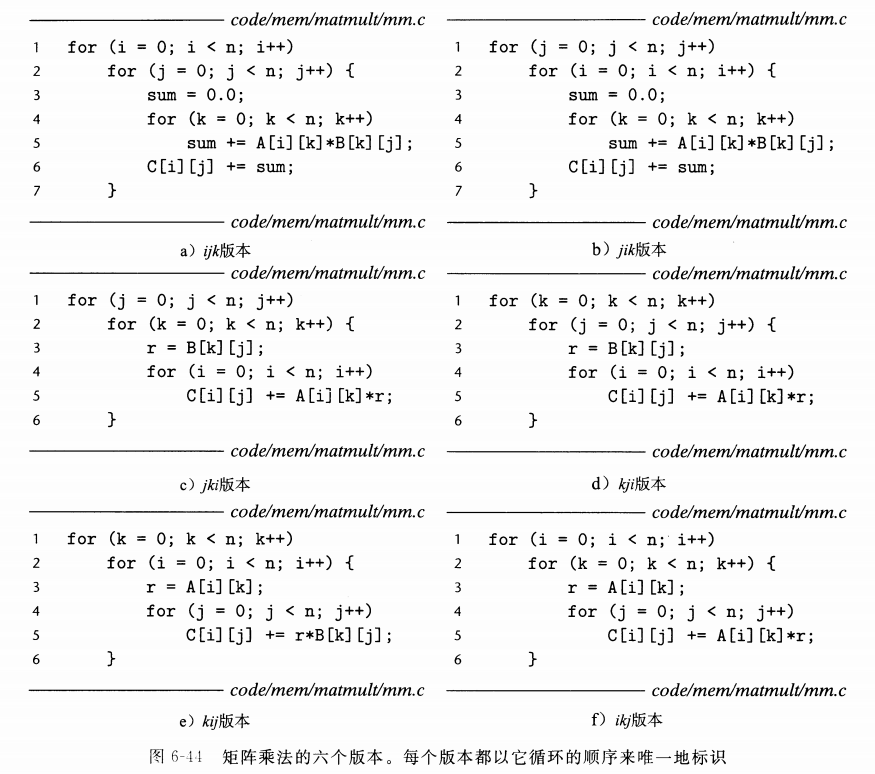 code/mem/matmult/mm.c
1 for (i = 0; i < n; i++)
2 for (j = 0; j < n; j++) {
3 sum = 0.0;
4 for (k = 0; k < n; k++)
5 sum += A[i][k]*B[k][j];
6 C[i][j] += sum;
7 }
code/mem/matmult/mm.c
a) ijk版本
code/mem/matmult/mm.c
1 for (j = 0; j < n; j++)
2 for (i = 0; i < n; i++) {
3 sum = 0.0;
4 for (k = 0; k < n; k++)
5 sum += A[i][k]*B[k][j];
6 C[i][j] += sum;
7 }
code/mem/matmult/mm.c
b) jik版本
code/mem/matmult/mm.c
1 for (j = 0; j < n; j++)
2 for (k = 0; k < n; k++) {
3 r = B[k][j];
4 for (i = 0; i < n; i++)
5 C[i][j] += A[i][k]*r;
6 }
code/mem/matmult/mm.c
c) jki版本
code/mem/matmult/mm.c
1 for (k = 0; k < n; k++)
2 for (j = 0; j < n; j++) {
3 r = B[k][j];
4 for (i = 0; i < n; i++)
5 C[i][j] += A[i][k]*r;
6 }
code/mem/matmult/mm.c
d) kji版本
code/mem/matmult/mm.c
1 for (k = 0; k < n; k++)
2 for (i = 0; i < n; i++) {
3 r = A[i][k];
4 for (j = 0; j < n; j++)
5 C[i][j] += r*B[k][j];
6 }
code/mem/matmult/mm.c
e) kij版本
code/mem/matmult/mm.c
1 for (i = 0; i < n; i++)
2 for (k = 0; k < n; k++) {
3 r = A[i][k];
4 for (j = 0; j < n; j++)
5 C[i][j] += A[i][k]*r;
6 }
code/mem/matmult/mm.c
f) ikj版本
图 6-44 矩阵乘法的六个版本。每个版本都以它循环的顺序来唯一地标识